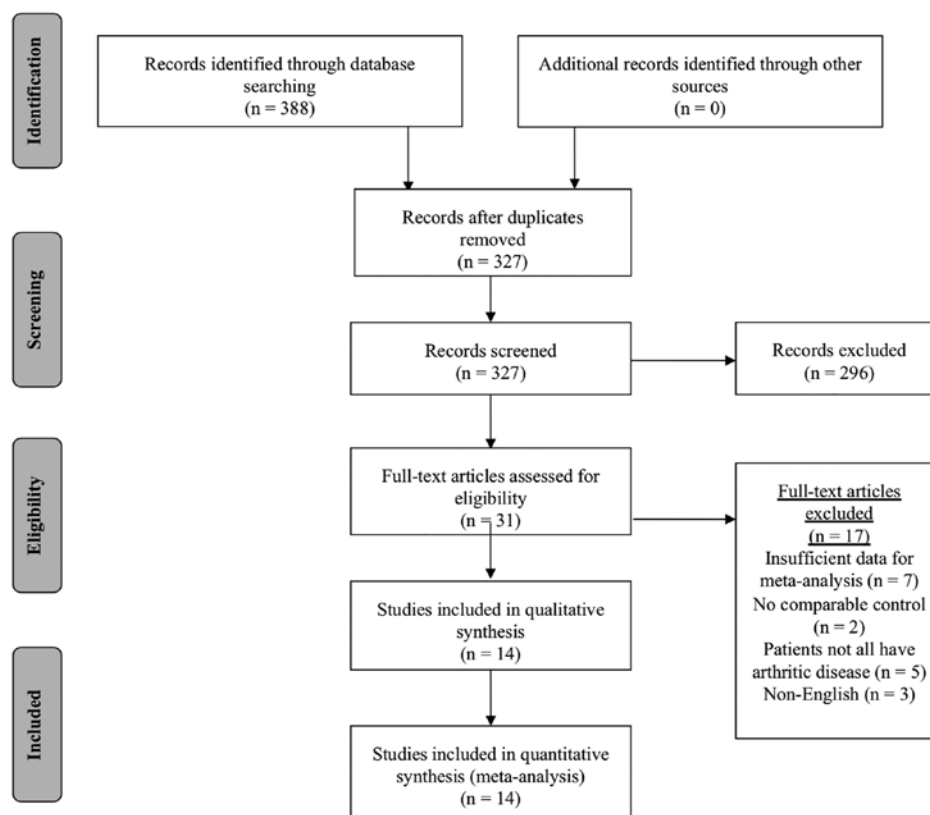 Identification
Records identified through database
searching
(n = 388)
Additional records identified through other
sources
(n = 0)
Records after duplicates
removed
(n = 327)
Screening
Records screened
(n = 327)
Records excluded
(n = 296)
Eligibility
Full-text articles assessed for
eligibility
(n = 31)
Full-text articles
excluded
(n = 17)
Insufficient data for
meta-analysis (n = 7)
No comparable control
(n = 2)
Patients not all have
arthritic disease (n = 5)
Non-English (n = 3)
Studies included in qualitative
synthesis
(n = 14)
Included
Studies included in quantitative
synthesis (meta-analysis)
(n = 14)